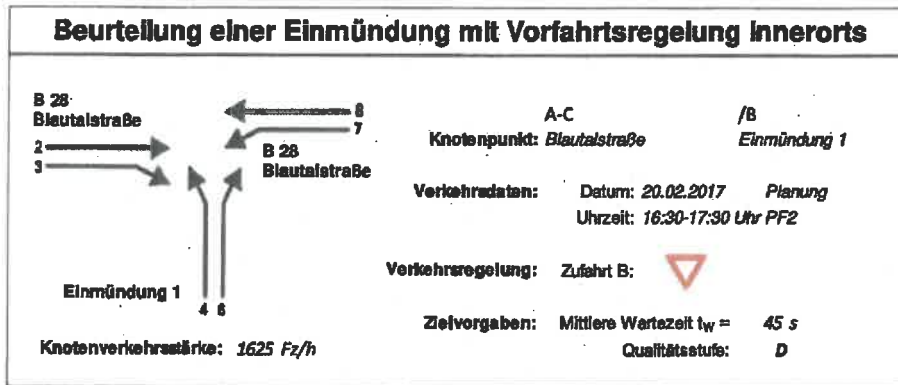 Beurteilung einer Einmündung mit Vorfahrtsregelung innerorts
B 28
Blautalstraße
2
3
8
7
B 28
Blautalstraße
Einmündung 1
4 6
Knotenverkehrsstärke: 1625 Fz/h
A-C /B
Knotenpunkt: Blautalstraße Einmündung 1
Verkehrsdaten: Datum: 20.02.2017 Planung
Uhrzeit: 16:30-17:30 Uhr PF2
Verkehrsregelung: Zufahrt B:
Zielvorgaben: Mittlere Wartezeit tw = 45 s
Qualitätsstufe: D